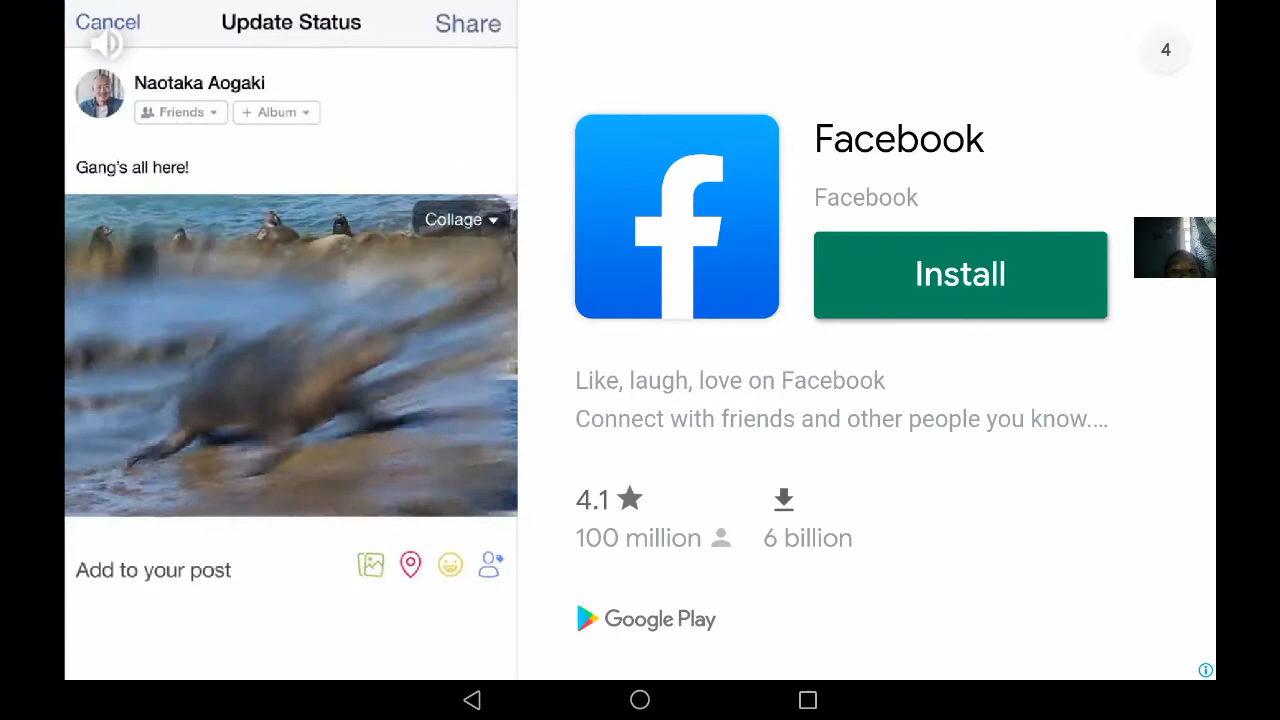 Cancel
Update Status
Share
Naotaka Aogaki
Friends
+ Album
Gang's all here!
Collage
Add to your post
4
Facebook
Facebook
Install
Like, laugh, love on Facebook
Connect with friends and other people you know....
4.1
100 million
6 billion
Google Play